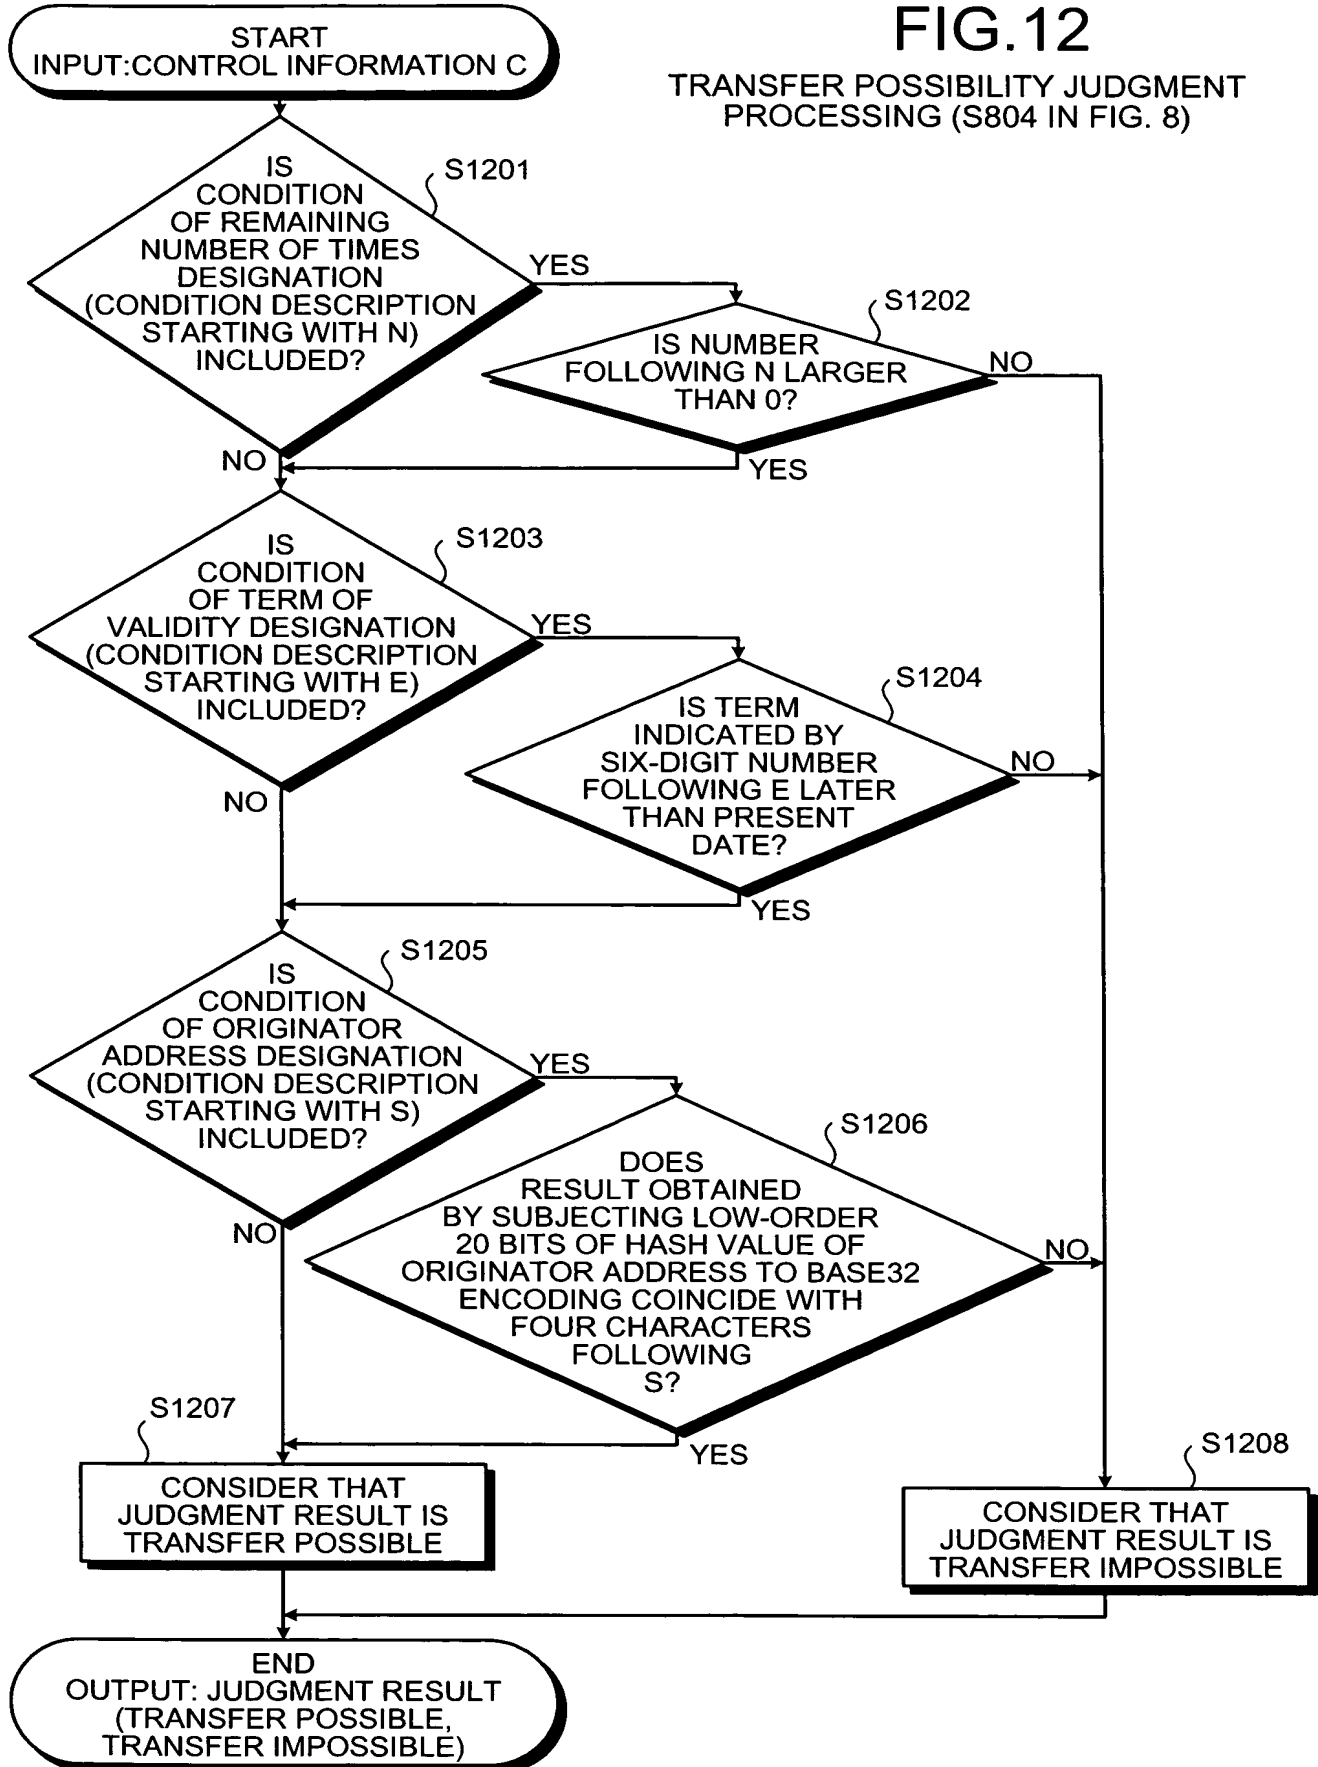 FIG.12
TRANSFER POSSIBILITY JUDGMENT
PROCESSING (S804 IN FIG. 8)
START
INPUT:CONTROL INFORMATION C
S1201
IS
CONDITION
OF REMAINING
NUMBER OF TIMES
DESIGNATION
(CONDITION DESCRIPTION
STARTING WITH N)
INCLUDED?
YES
NO
S1202
IS NUMBER
FOLLOWING N LARGER
THAN 0?
NO
YES
S1203
IS
CONDITION
OF TERM OF
VALIDITY DESIGNATION
(CONDITION DESCRIPTION
STARTING WITH E)
INCLUDED?
YES
NO
S1204
IS TERM
INDICATED BY
SIX-DIGIT NUMBER
FOLLOWING E LATER
THAN PRESENT
DATE?
NO
YES
S1205
IS
CONDITION
OF ORIGINATOR
ADDRESS DESIGNATION
(CONDITION DESCRIPTION
STARTING WITH S)
INCLUDED?
YES
NO
S1206
DOES
RESULT OBTAINED
BY SUBJECTING LOW-ORDER
20 BITS OF HASH VALUE OF
ORIGINATOR ADDRESS TO BASE32
ENCODING COINCIDE WITH
FOUR CHARACTERS
FOLLOWING
S?
NO
YES
S1207
CONSIDER THAT
JUDGMENT RESULT IS
TRANSFER POSSIBLE
S1208
CONSIDER THAT
JUDGMENT RESULT IS
TRANSFER IMPOSSIBLE
END
OUTPUT: JUDGMENT RESULT
(TRANSFER POSSIBLE,
TRANSFER IMPOSSIBLE)